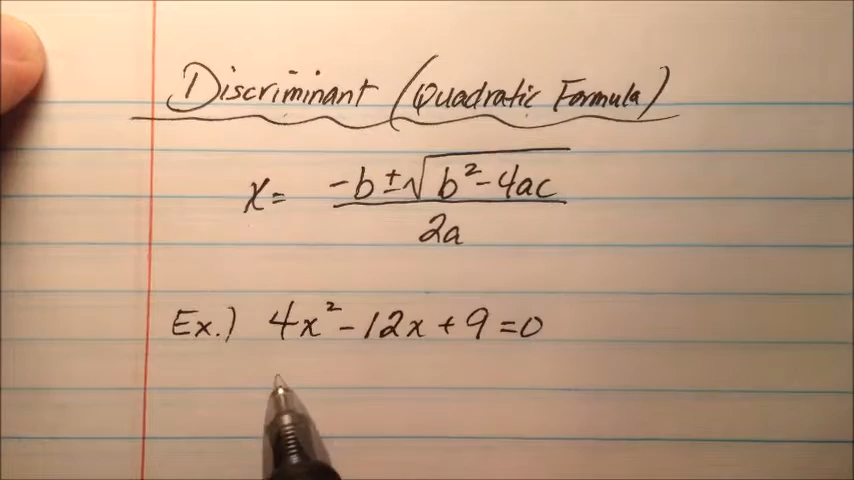 Discriminant (Quadratic Formula)
x = -b ± √b² - 4ac
2a
Ex.) 4x² - 12x + 9 = 0